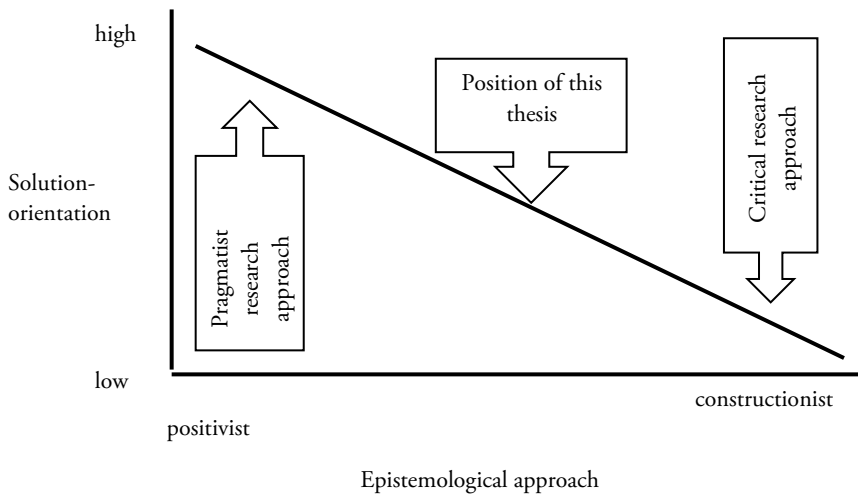 high
Position of this
thesis
Critical research
approach
Solution-
orientation
Pragmatist
research
approach
low
constructionist
positivist
Epistemological approach